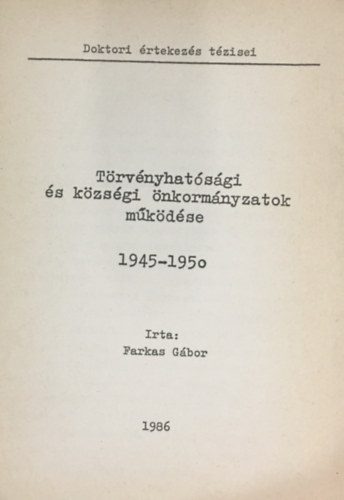 Doktori értekezés tézisei
Törvényhatósági
és községi önkormányzatok
működése
1945-195o
Irta:
Farkas Gábor
1986